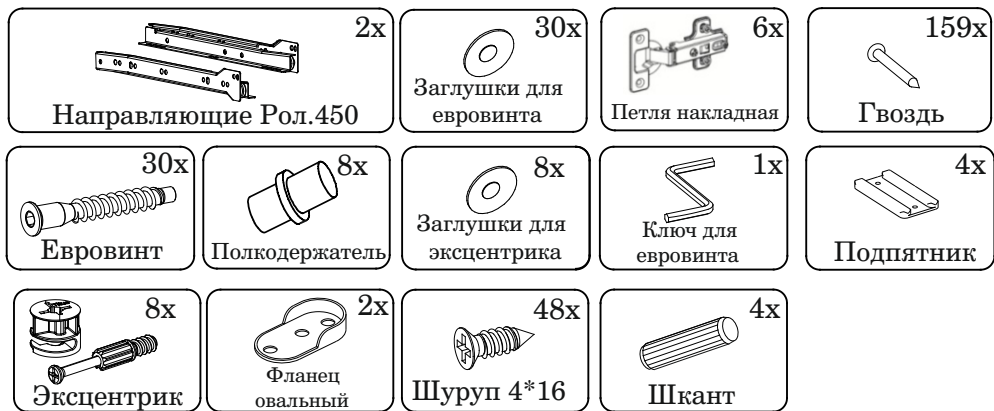 2x
Направляющие Рол.450
30x
Заглушки для
евровинта
6x
Петля накладная
159x
Гвоздь
30x
Евровинт
8x
Полкодержатель
8x
Заглушки для
эксцентрика
1x
Ключ для
евровинта
4x
Подпятник
8x
Эксцентрик
2x
Фланец
овальный
48x
Шуруп 4*16
4x
Шкант